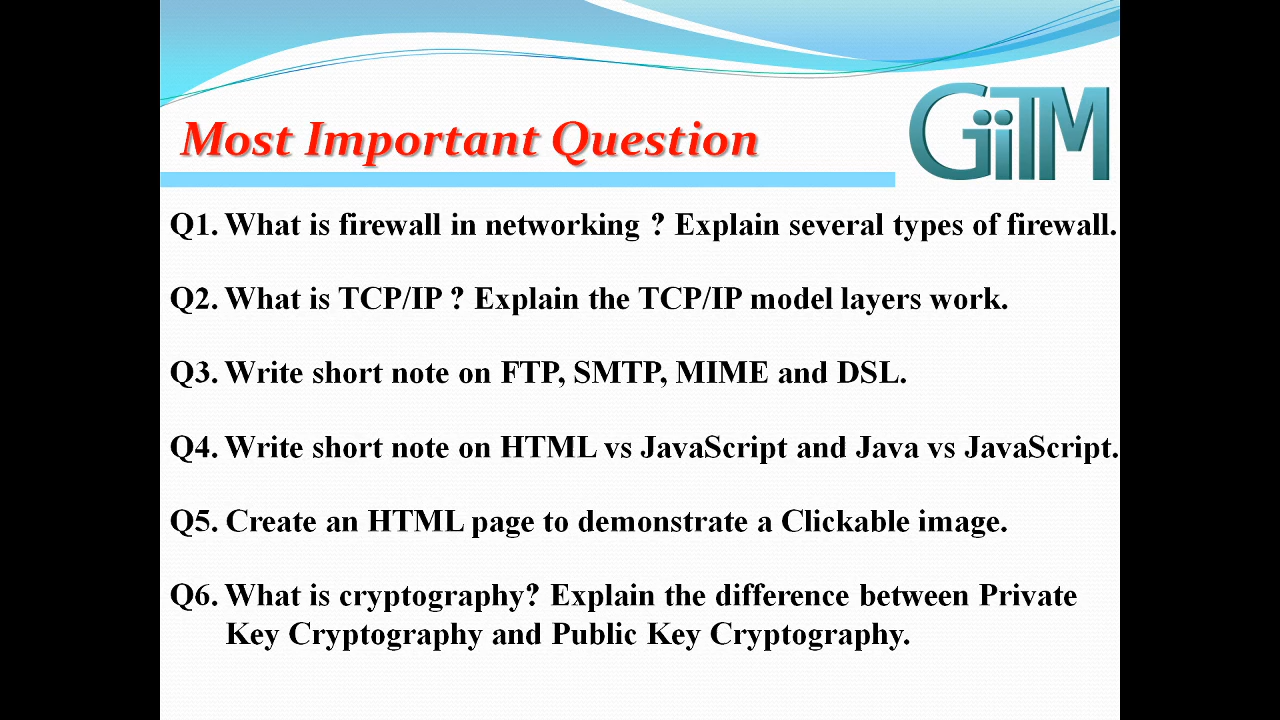 GiiTM
Most Important Question
Q1. What is firewall in networking ? Explain several types of firewall.
Q2. What is TCP/IP ? Explain the TCP/IP model layers work.
Q3. Write short note on FTP, SMTP, MIME and DSL.
Q4. Write short note on HTML vs JavaScript and Java vs JavaScript.
Q5. Create an HTML page to demonstrate a Clickable image.
Q6. What is cryptography? Explain the difference between Private
Key Cryptography and Public Key Cryptography.